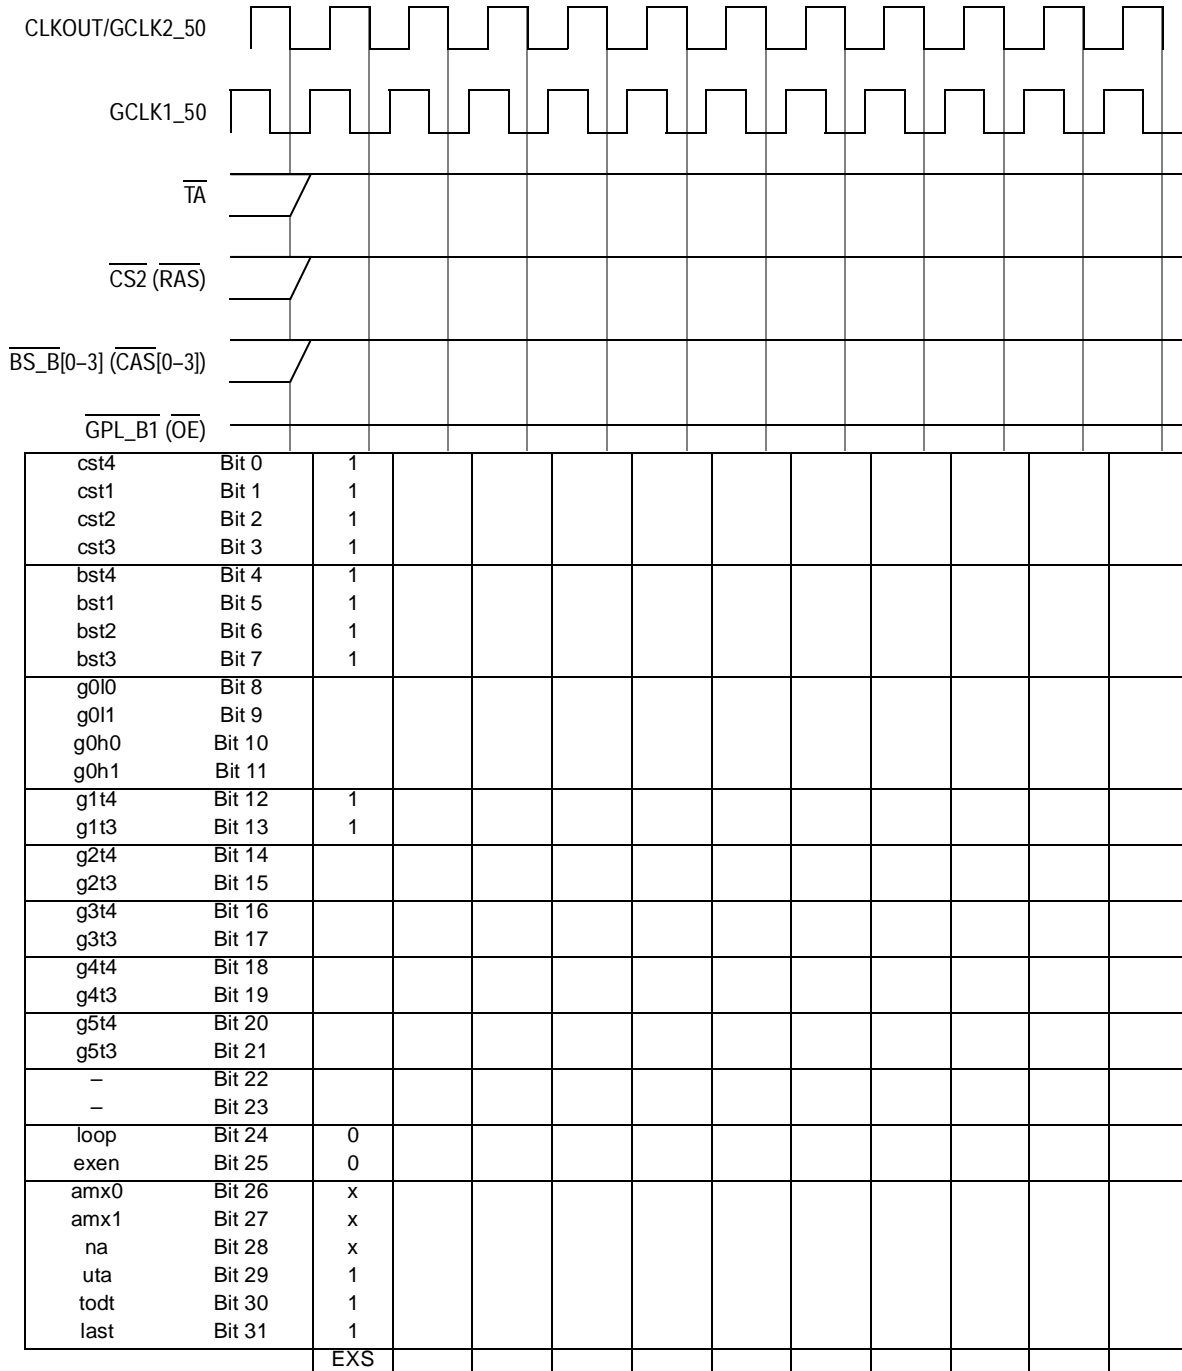 CLKOUT/GCLK2_50
GCLK1_50
TA
CS2 (RAS)
BS_B[0–3] (CAS[0–3])
GPL_B1 (OE)
cst4 Bit 0 1
cst1 Bit 1 1
cst2 Bit 2 1
cst3 Bit 3 1
bst4 Bit 4 1
bst1 Bit 5 1
bst2 Bit 6 1
bst3 Bit 7 1
g0l0 Bit 8
g0l1 Bit 9
g0h0 Bit 10
g0h1 Bit 11
g1t4 Bit 12 1
g1t3 Bit 13 1
g2t4 Bit 14
g2t3 Bit 15
g3t4 Bit 16
g3t3 Bit 17
g4t4 Bit 18
g4t3 Bit 19
g5t4 Bit 20
g5t3 Bit 21
– Bit 22
– Bit 23
loop Bit 24 0
exen Bit 25 0
amx0 Bit 26 x
amx1 Bit 27 x
na Bit 28 x
uta Bit 29 1
todt Bit 30 1
last Bit 31 1
EXS